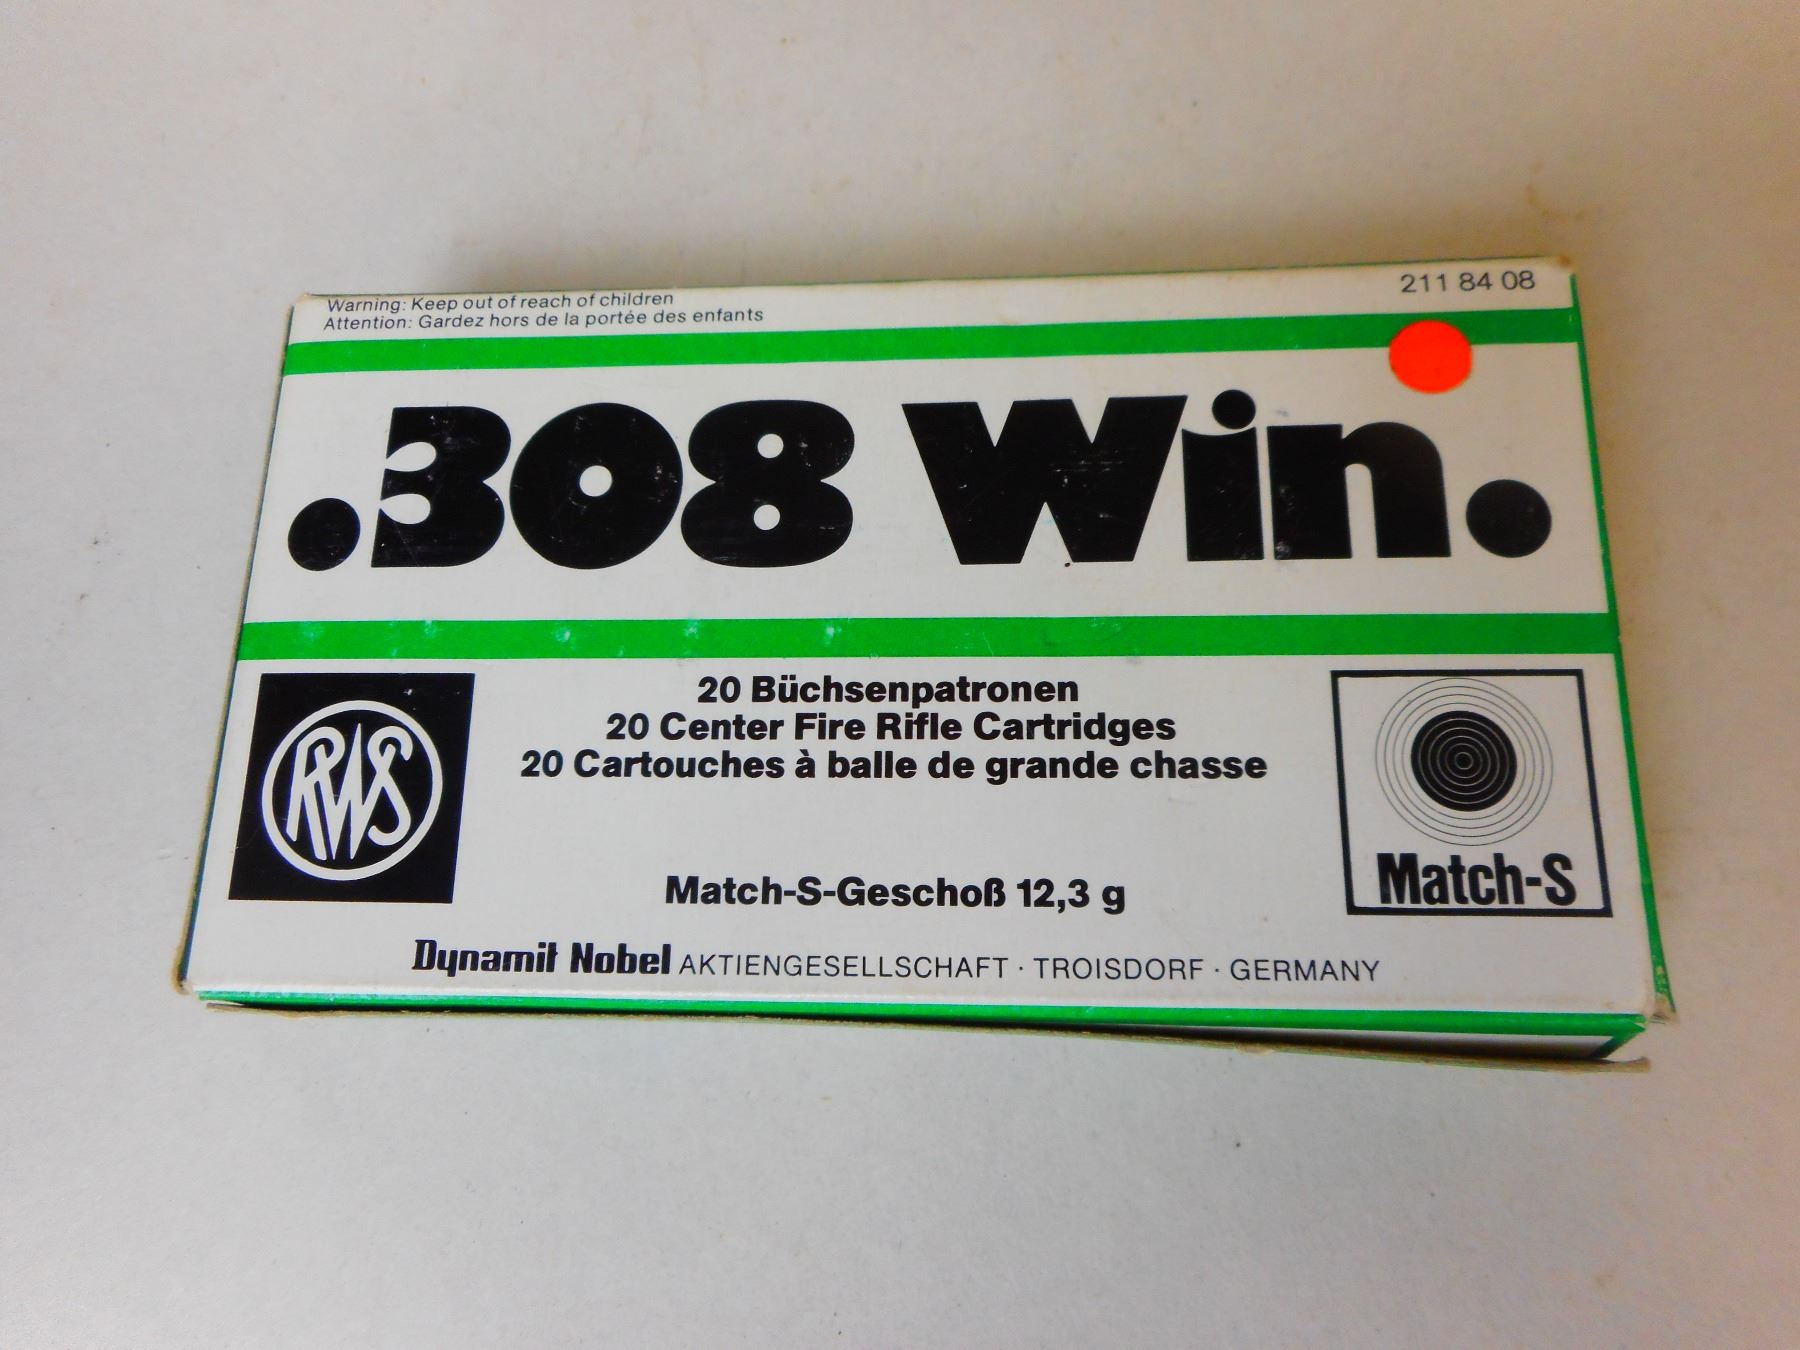 Warning: Keep out of reach of children
Attention: Gardez hors de la portée des enfants
211 84 08
.308 Win.
RWS
20 Büchsenpatronen
20 Center Fire Rifle Cartridges
20 Cartouches à balle de grande chasse
Match-S-Geschoß 12,3 g
Match-S
Dynamit Nobel AKTIENGESELLSCHAFT · TROISDORF · GERMANY